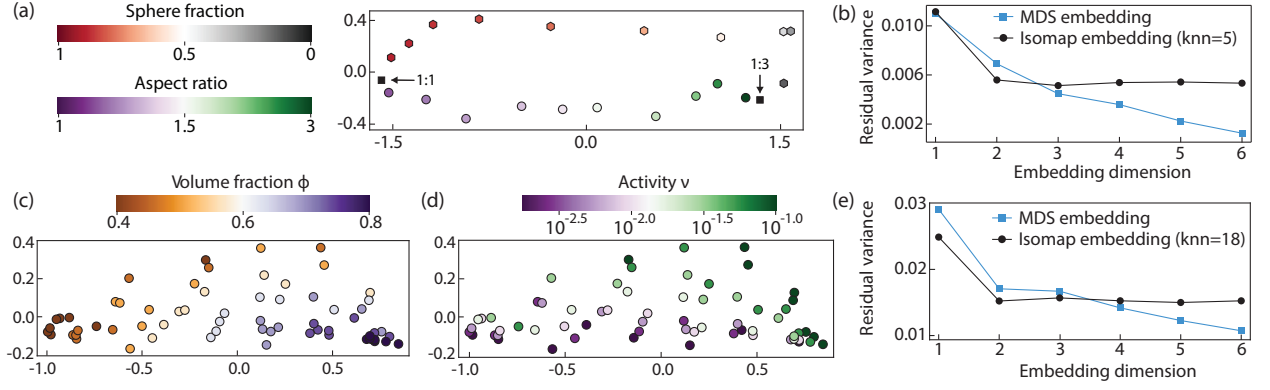 (a)
Sphere fraction
1 0.5 0
Aspect ratio
1 1.5 3
0.4
0.0
-0.4
1:1
1:3
-1.5 0.0 1.5
(b)
MDS embedding
Isomap embedding (knn=5)
Residual variance
0.010
0.006
0.002
1 2 3 4 5 6
Embedding dimension
(c)
Volume fraction ϕ
0.4 0.6 0.8
0.4
0.2
0.0
-0.2
-1.0 -0.5 0.0 0.5
(d)
Activity ν
10^-2.5 10^-2.0 10^-1.5 10^-1.0
0.4
0.2
0.0
-0.2
-1.0 -0.5 0.0 0.5
(e)
MDS embedding
Isomap embedding (knn=18)
Residual variance
0.03
0.02
0.01
1 2 3 4 5 6
Embedding dimension